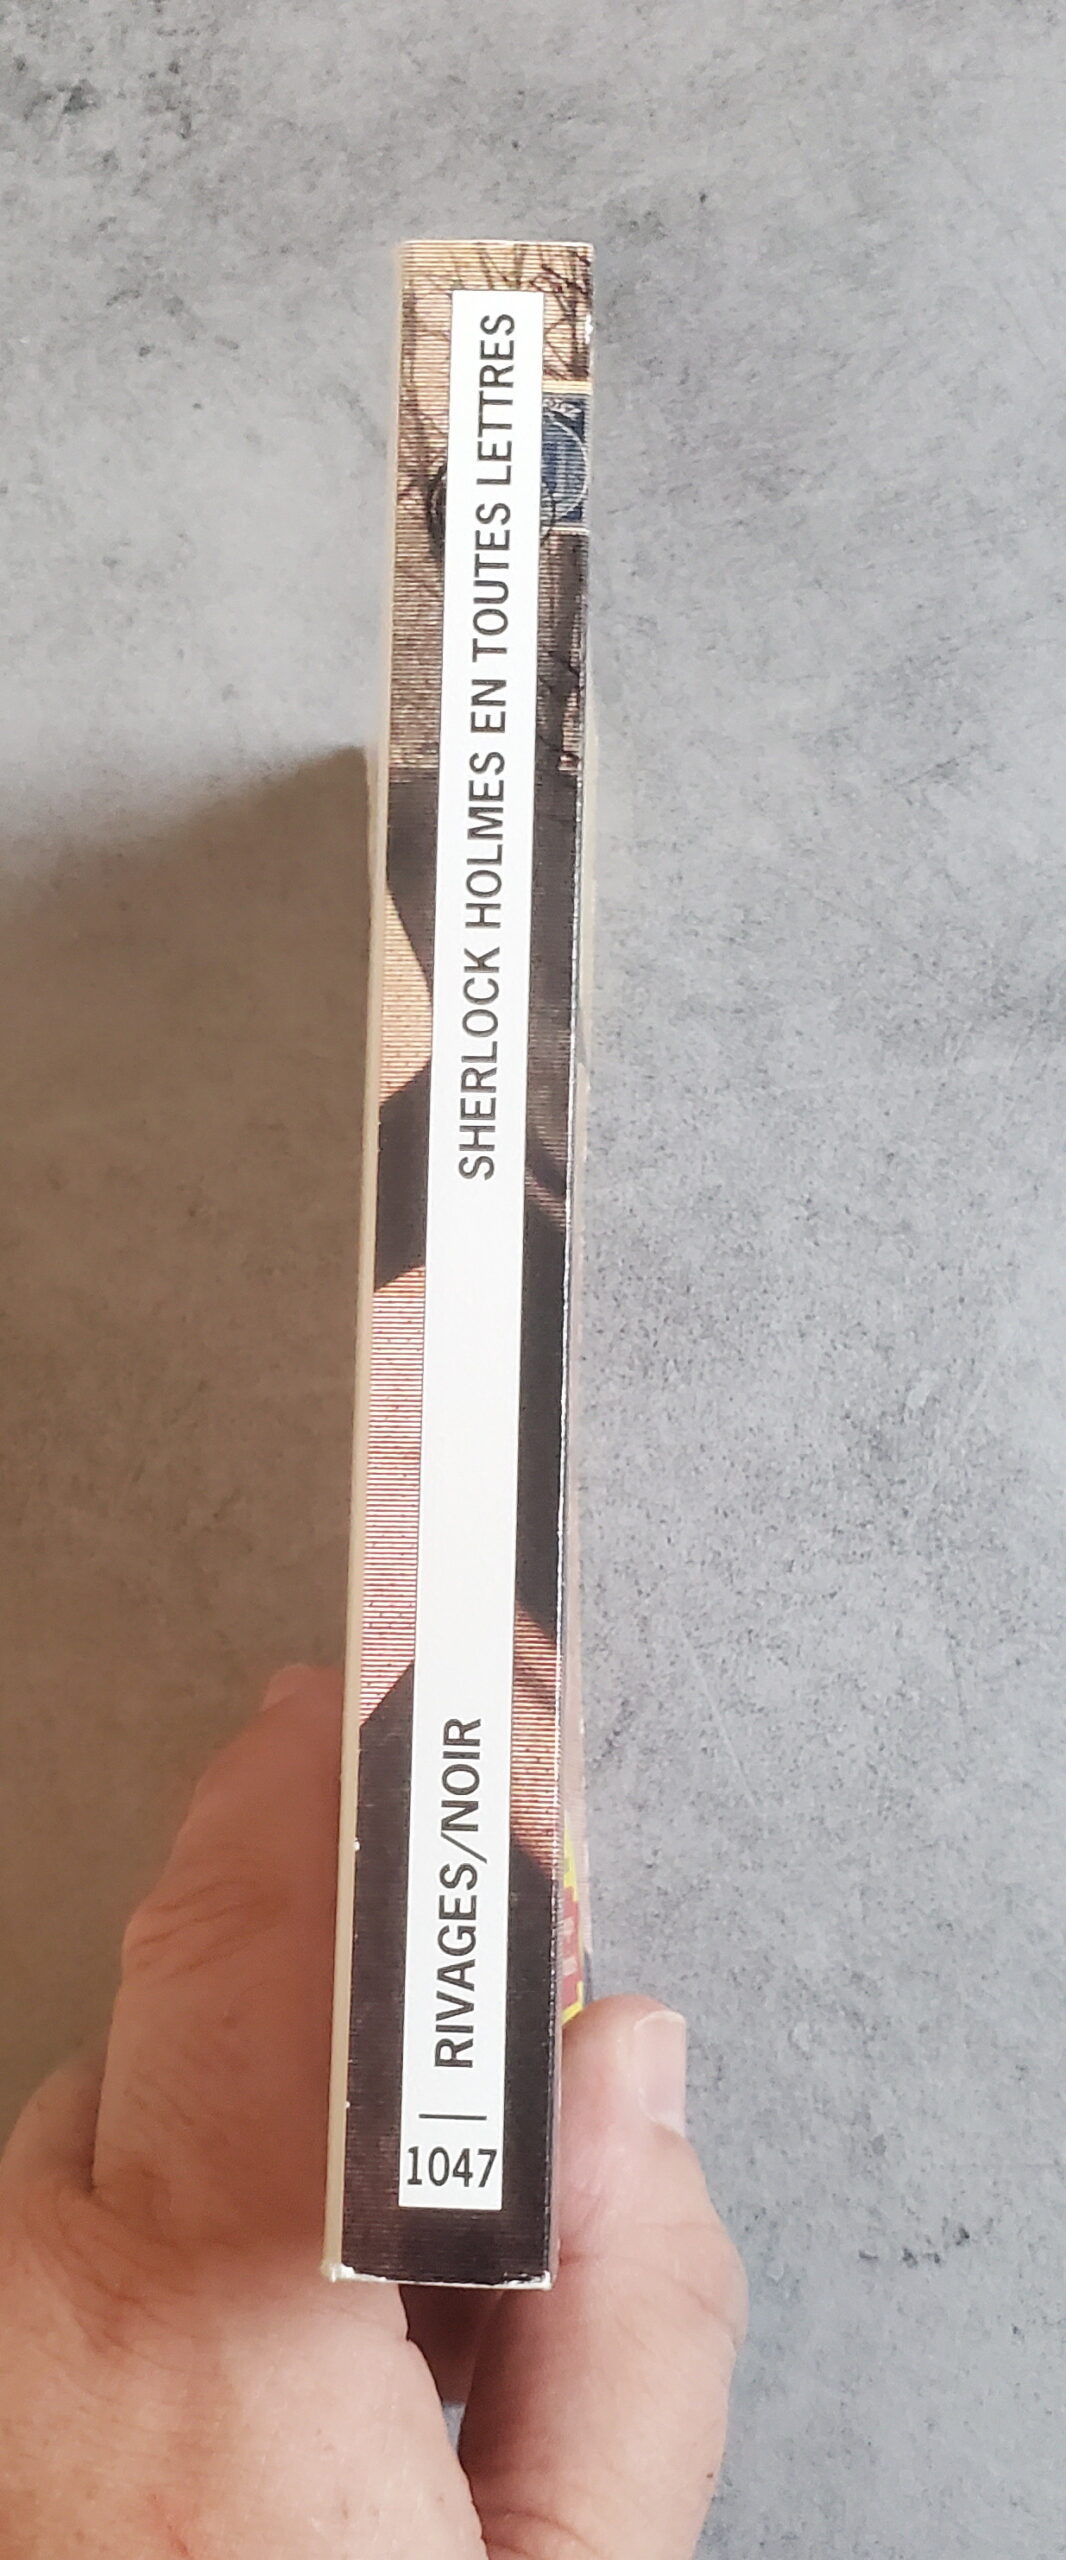 SHERLOCK HOLMES EN TOUTES LETTRES
RIVAGES/NOIR
1047